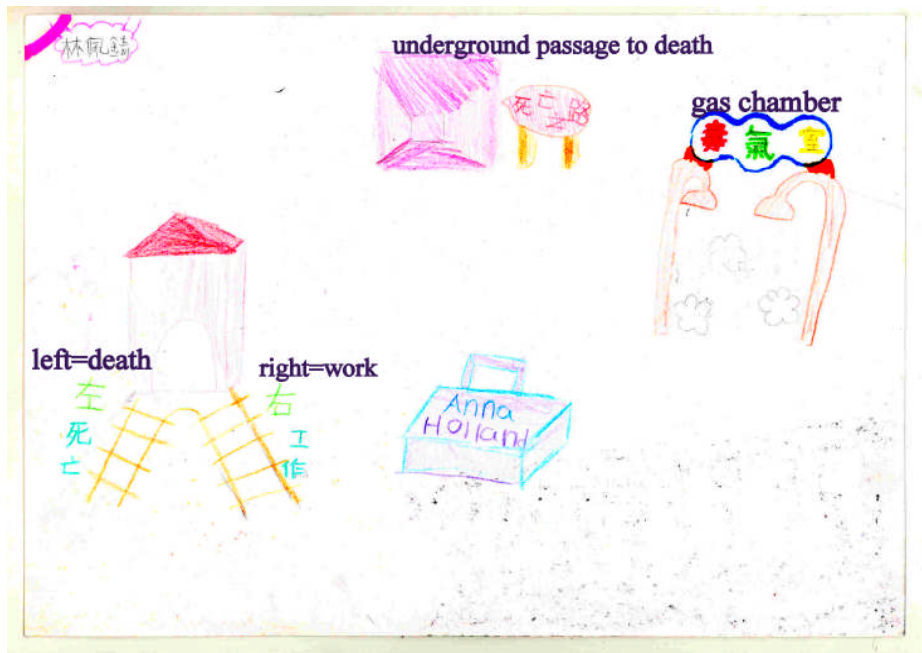 林佩錡
underground passage to death
死亡
之路
gas chamber
毒氣室
left=death
right=work
左
死
亡
右
工
作
Anna
Holland